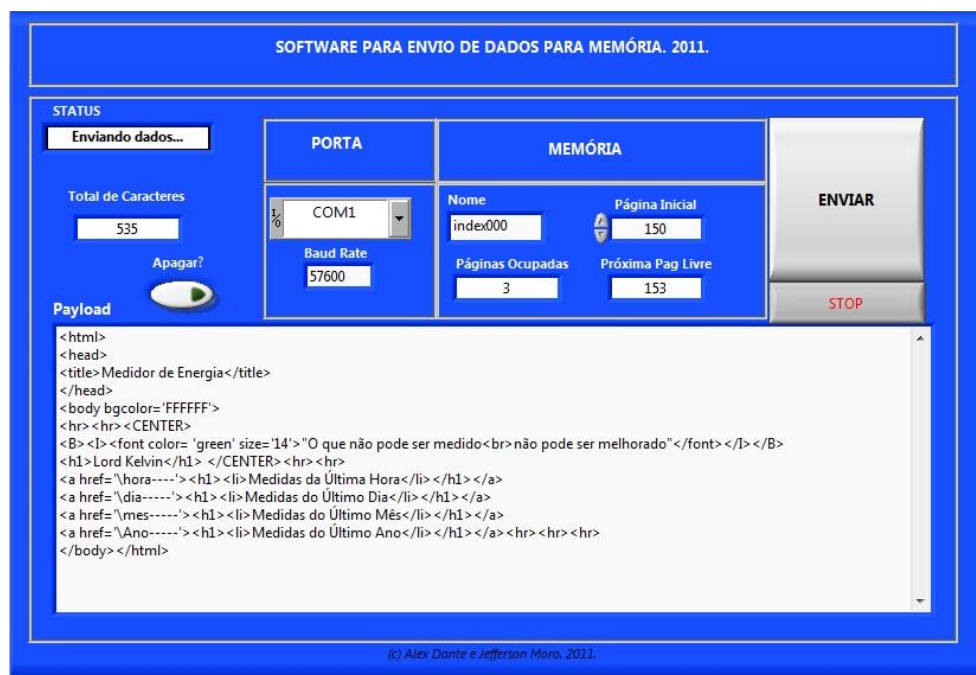 SOFTWARE PARA ENVIO DE DADOS PARA MEMÓRIA. 2011.
STATUS
Enviando dados...
Total de Caracteres
535
Apagar?
PORTA
I/O COM1
Baud Rate
57600
MEMÓRIA
Nome
index000
Página Inicial
150
Páginas Ocupadas
3
Próxima Pag Livre
153
ENVIAR
STOP
Payload
<html>
<head>
<title>Medidor de Energia</title>
</head>
<body bgcolor='FFFFFF'>
<hr><hr><CENTER>
<B><I><font color= 'green' size='14'>"O que não pode ser medido<br>não pode ser melhorado"</font></I></B>
<h1>Lord Kelvin</h1> </CENTER><hr><hr>
<a href='\hora----'><h1><li>Medidas da Última Hora</li></h1></a>
<a href='\dia-----'><h1><li>Medidas do Último Dia</li></h1></a>
<a href='\mes-----'><h1><li>Medidas do Último Mês</li></h1></a>
<a href='\Ano-----'><h1><li>Medidas do Último Ano</li></h1></a><hr><hr><hr>
</body></html>
(c) Alex Dante e Jefferson Moro. 2011.